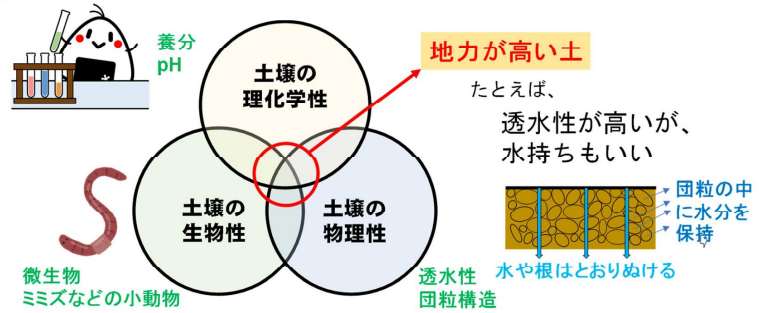 養分
pH
土壌の
理化学性
地力が高い土
たとえば、
透水性が高いが、
水持ちもいい
土壌の
生物性
土壌の
物理性
団粒の中
に水分を
保持
水や根はとおりぬける
微生物
ミミズなどの小動物
透水性
団粒構造